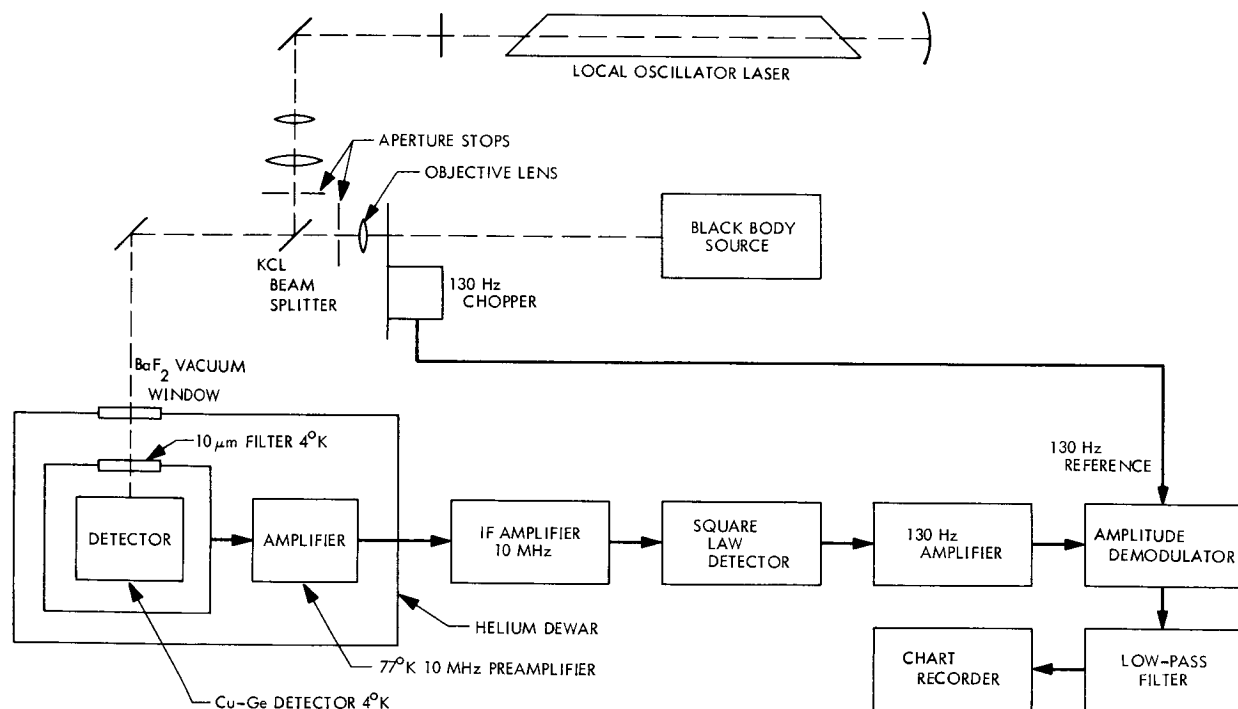 LOCAL OSCILLATOR LASER
APERTURE STOPS
OBJECTIVE LENS
BLACK BODY
SOURCE
KCL
BEAM
SPLITTER
130 Hz
CHOPPER
BaF2 VACUUM
WINDOW
10 μm FILTER 4°K
130 Hz
REFERENCE
DETECTOR
AMPLIFIER
IF AMPLIFIER
10 MHz
SQUARE
LAW
DETECTOR
130 Hz
AMPLIFIER
AMPLITUDE
DEMODULATOR
HELIUM DEWAR
77°K 10 MHz PREAMPLIFIER
Cu-Ge DETECTOR 4°K
CHART
RECORDER
LOW-PASS
FILTER